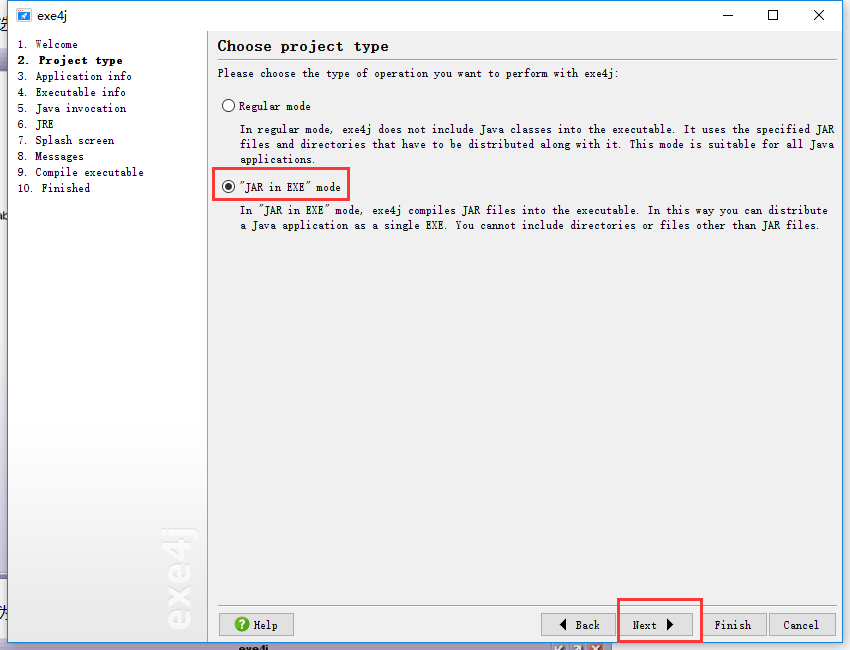 exe4j
1. Welcome
2. Project type
3. Application info
4. Executable info
5. Java invocation
6. JRE
7. Splash screen
8. Messages
9. Compile executable
10. Finished
Choose project type
Please choose the type of operation you want to perform with exe4j:
Regular mode
In regular mode, exe4j does not include Java classes into the executable. It uses the specified JAR
files and directories that have to be distributed along with it. This mode is suitable for all Java
applications.
"JAR in EXE" mode
In "JAR in EXE" mode, exe4j compiles JAR files into the executable. In this way you can distribute
a Java application as a single EXE. You cannot include directories or files other than JAR files.
exe4j
Help
Back
Next
Finish
Cancel
exe4j